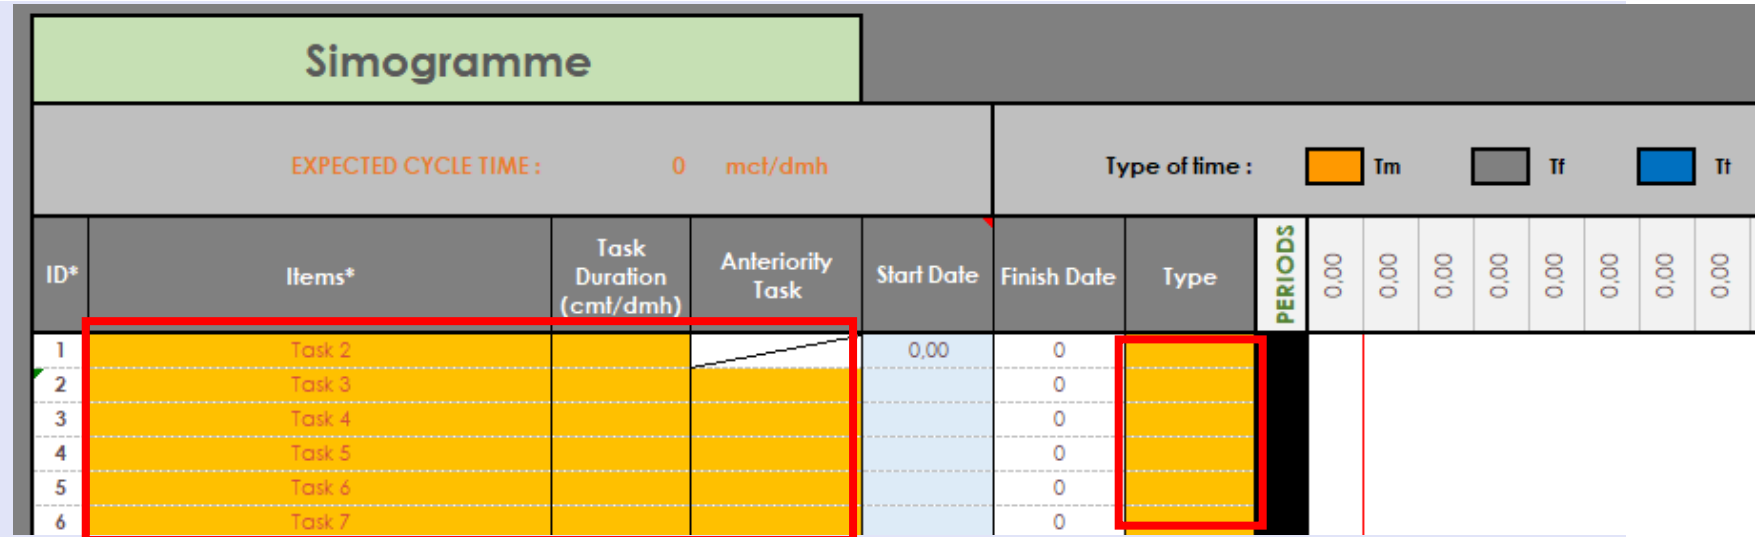 Simogramme
EXPECTED CYCLE TIME : 0 mct/dmh
Type of time : Tm Tf Tt
ID* Items* Task Duration (cmt/dmh) Anteriority Task Start Date Finish Date Type PERIODS 0,00 0,00 0,00 0,00 0,00 0,00 0,00 0,00
1 Task 2 0,00 0
2 Task 3 0
3 Task 4 0
4 Task 5 0
5 Task 6 0
6 Task 7 0